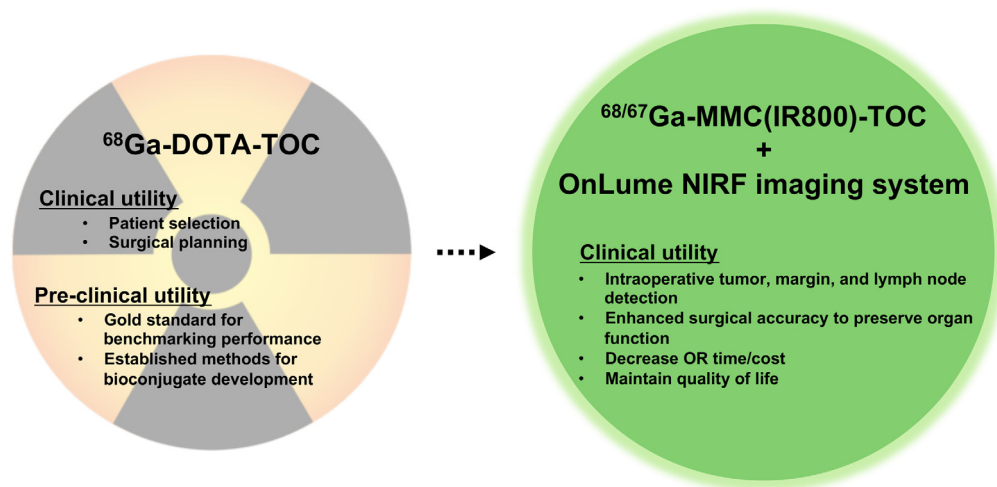 ⁶⁸Ga-DOTA-TOC
Clinical utility
• Patient selection
• Surgical planning
Pre-clinical utility
• Gold standard for
benchmarking performance
• Established methods for
bioconjugate development
⁶⁸/⁶⁷Ga-MMC(IR800)-TOC
+
OnLume NIRF imaging system
Clinical utility
• Intraoperative tumor, margin, and lymph node
detection
• Enhanced surgical accuracy to preserve organ
function
• Decrease OR time/cost
• Maintain quality of life